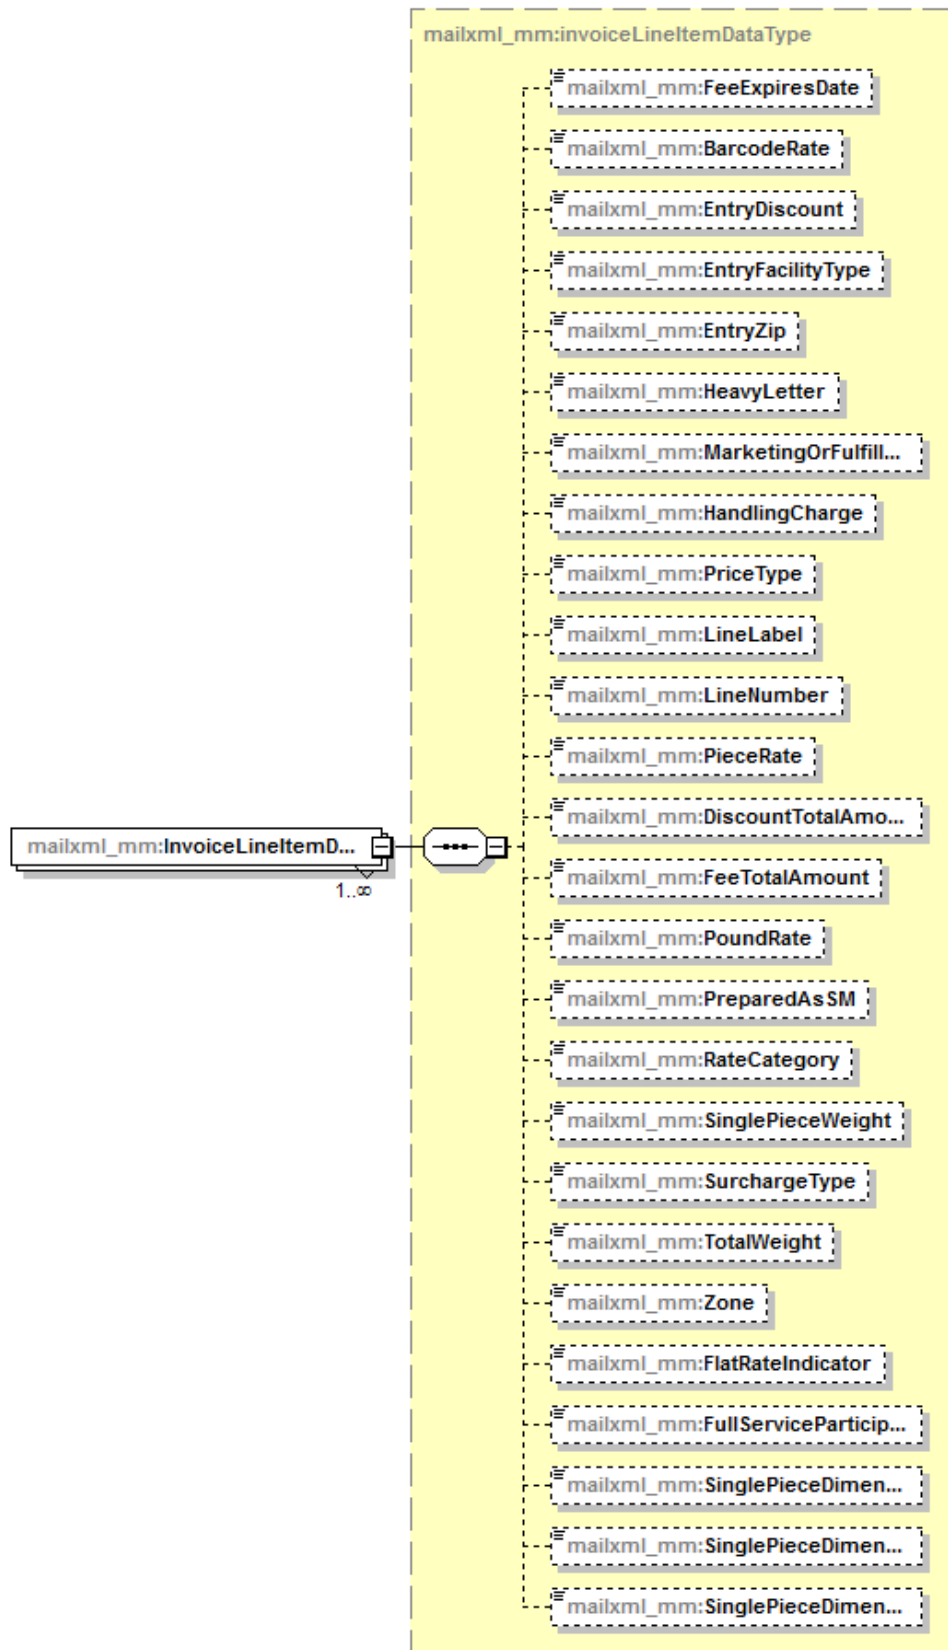 mailxml_mm:invoiceLineItemDataType
mailxml_mm:FeeExpiresDate
mailxml_mm:BarcodeRate
mailxml_mm:EntryDiscount
mailxml_mm:EntryFacilityType
mailxml_mm:EntryZip
mailxml_mm:HeavyLetter
mailxml_mm:MarketingOrFulfill...
mailxml_mm:HandlingCharge
mailxml_mm:PriceType
mailxml_mm:LineLabel
mailxml_mm:LineNumber
mailxml_mm:PieceRate
mailxml_mm:DiscountTotalAmo...
mailxml_mm:InvoiceLineItemD...
1..∞
mailxml_mm:FeeTotalAmount
mailxml_mm:PoundRate
mailxml_mm:PreparedAsSM
mailxml_mm:RateCategory
mailxml_mm:SinglePieceWeight
mailxml_mm:SurchargeType
mailxml_mm:TotalWeight
mailxml_mm:Zone
mailxml_mm:FlatRateIndicator
mailxml_mm:FullServiceParticip...
mailxml_mm:SinglePieceDimen...
mailxml_mm:SinglePieceDimen...
mailxml_mm:SinglePieceDimen...